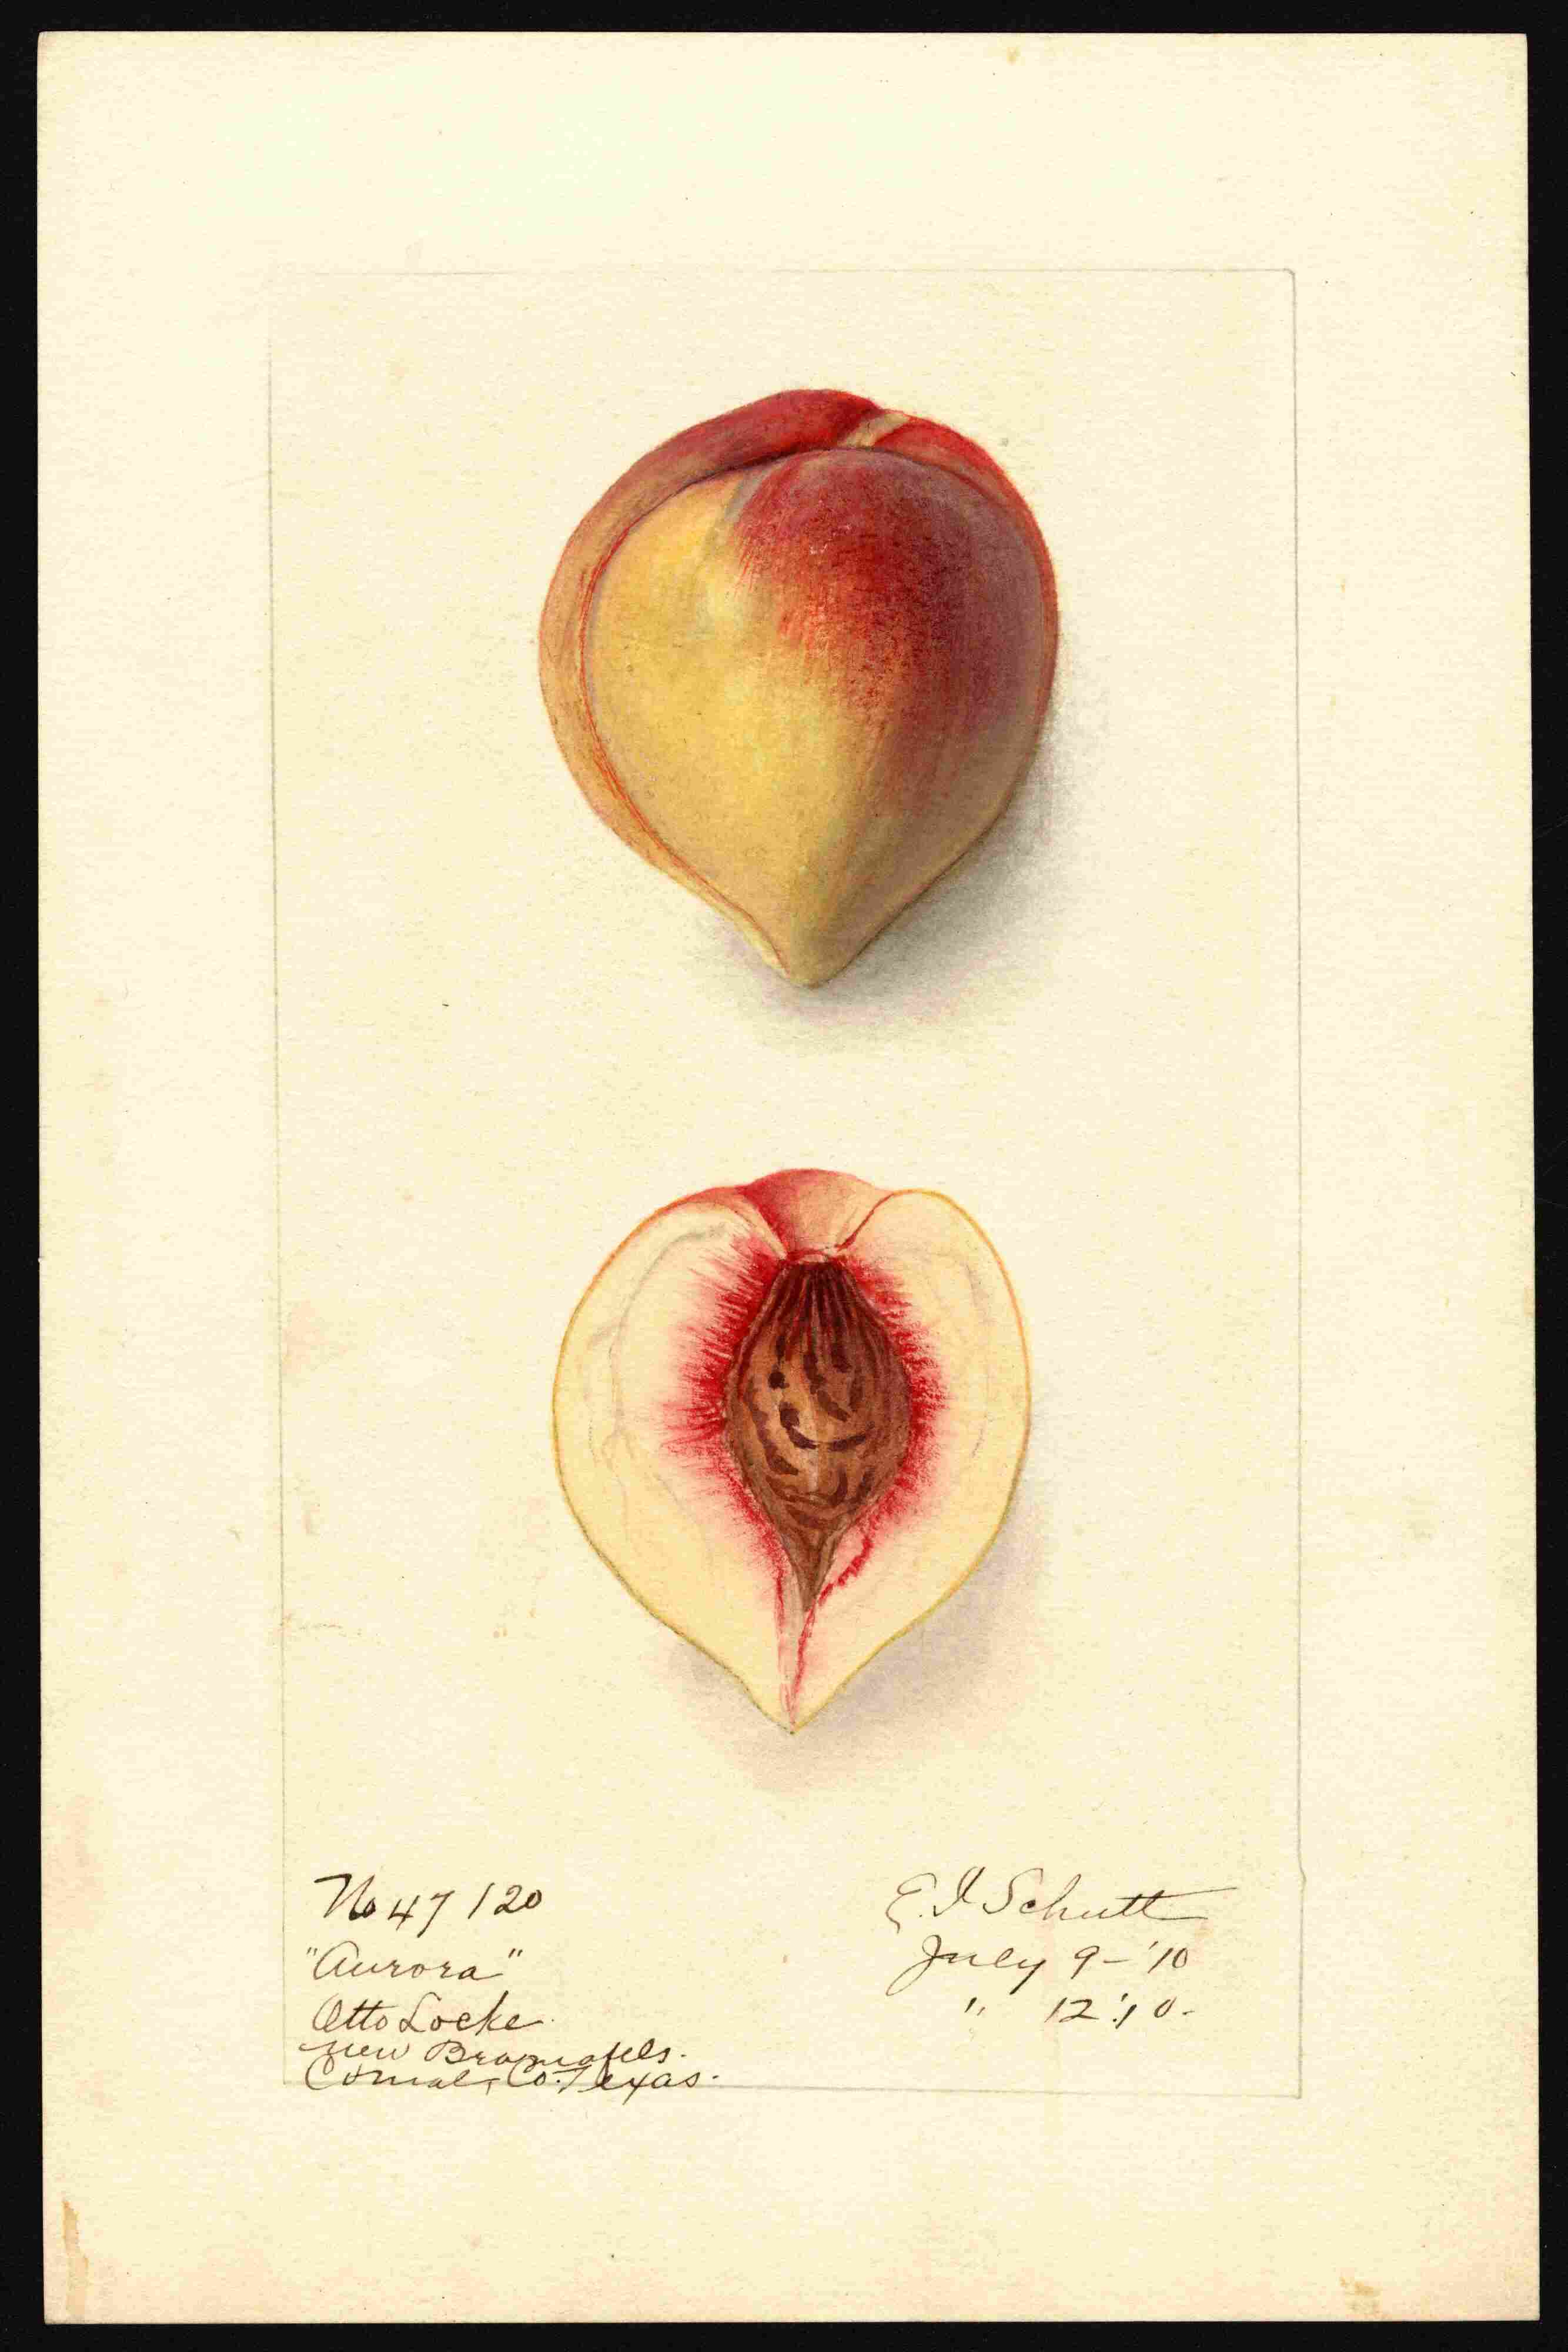 No 47120
"Aurora"
Otto Locke.
New Braunfels.
Comal, Co. Texas.
E. I Schutt
July 9-'10
" 12'10-